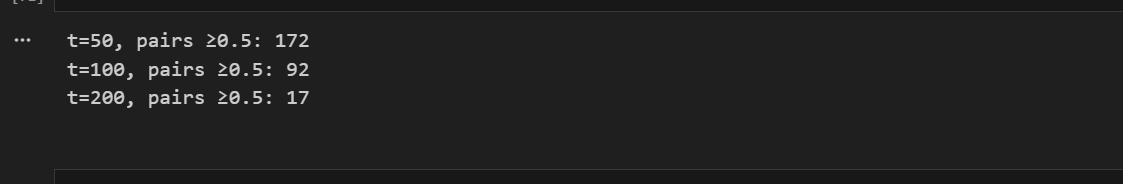 ...
t=50, pairs ≥0.5: 172
t=100, pairs ≥0.5: 92
t=200, pairs ≥0.5: 17